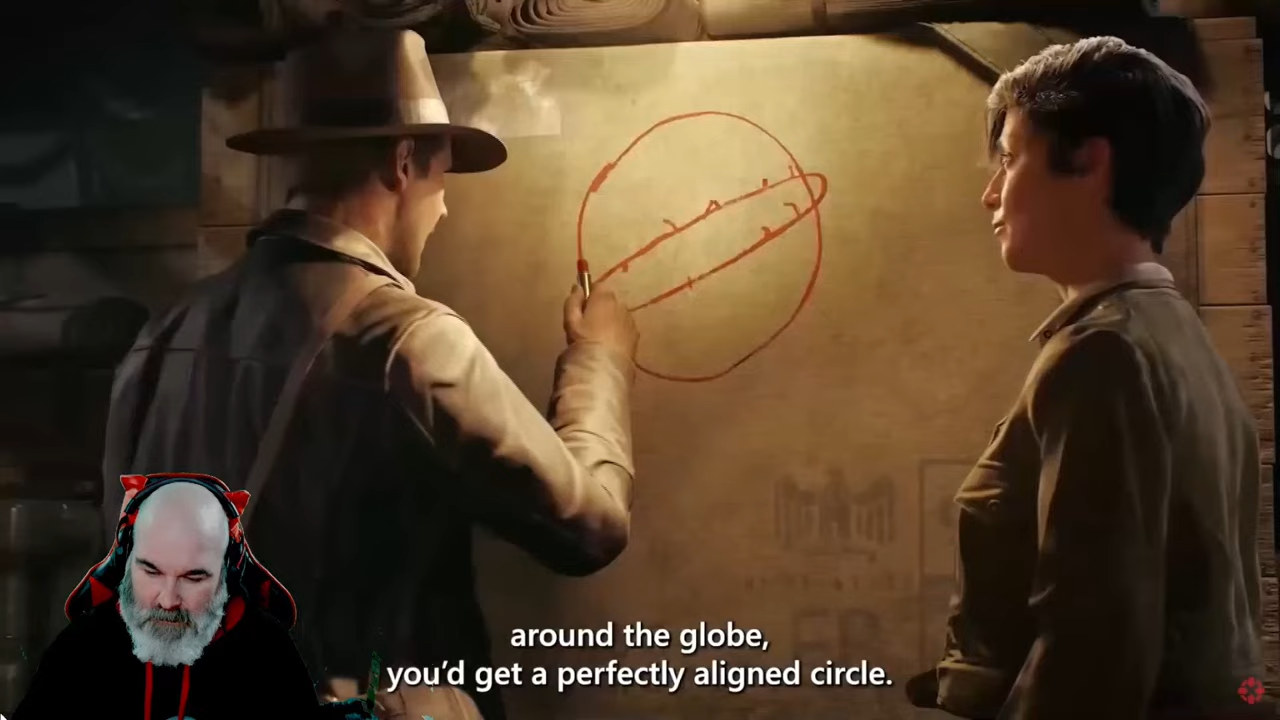 around the globe,
you'd get a perfectly aligned circle.